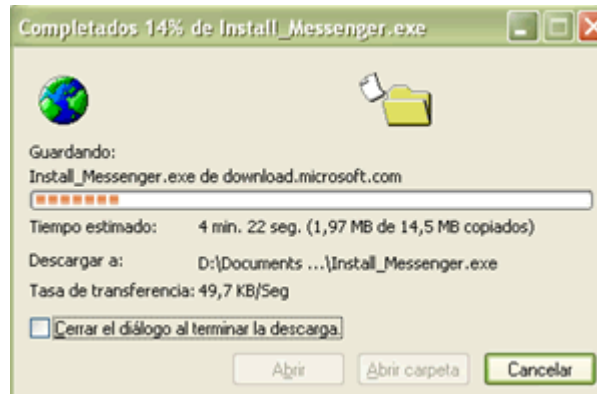 Completados 14% de Install_Messenger.exe
Guardando:
Install_Messenger.exe de download.microsoft.com
Tiempo estimado: 4 min. 22 seg. (1,97 MB de 14,5 MB copiados)
Descargar a: D:\Documents ...\Install_Messenger.exe
Tasa de transferencia: 49,7 KB/Seg
Cerrar el diálogo al terminar la descarga.
Abrir Abrir carpeta Cancelar